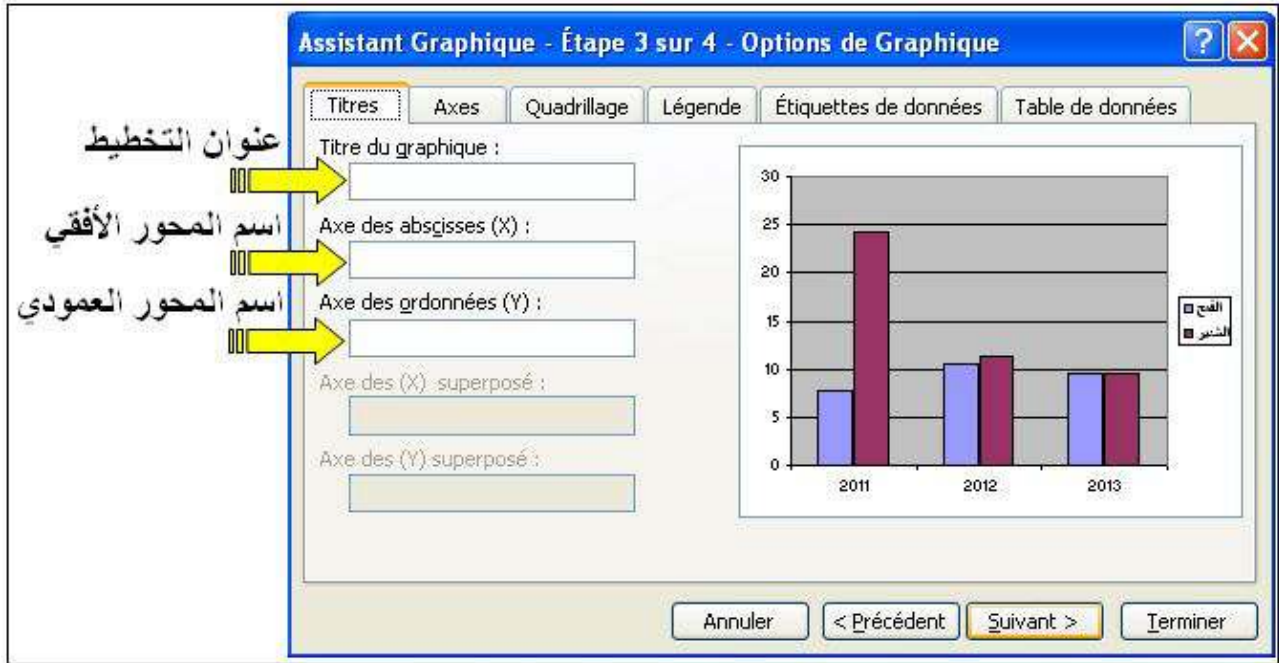 Assistant Graphique - Étape 3 sur 4 - Options de Graphique
Titres Axes Quadrillage Légende Étiquettes de données Table de données
عنوان التخطيط
Titre du graphique :
اسم المحور الأفقي
Axe des abscisses (X) :
اسم المحور العمودي
Axe des ordonnées (Y) :
Axe des (X) superposé :
Axe des (Y) superposé :
30
25
20
15
10
5
0
2011 2012 2013
القمح
الشعير
Annuler < Précédent Suivant > Terminer